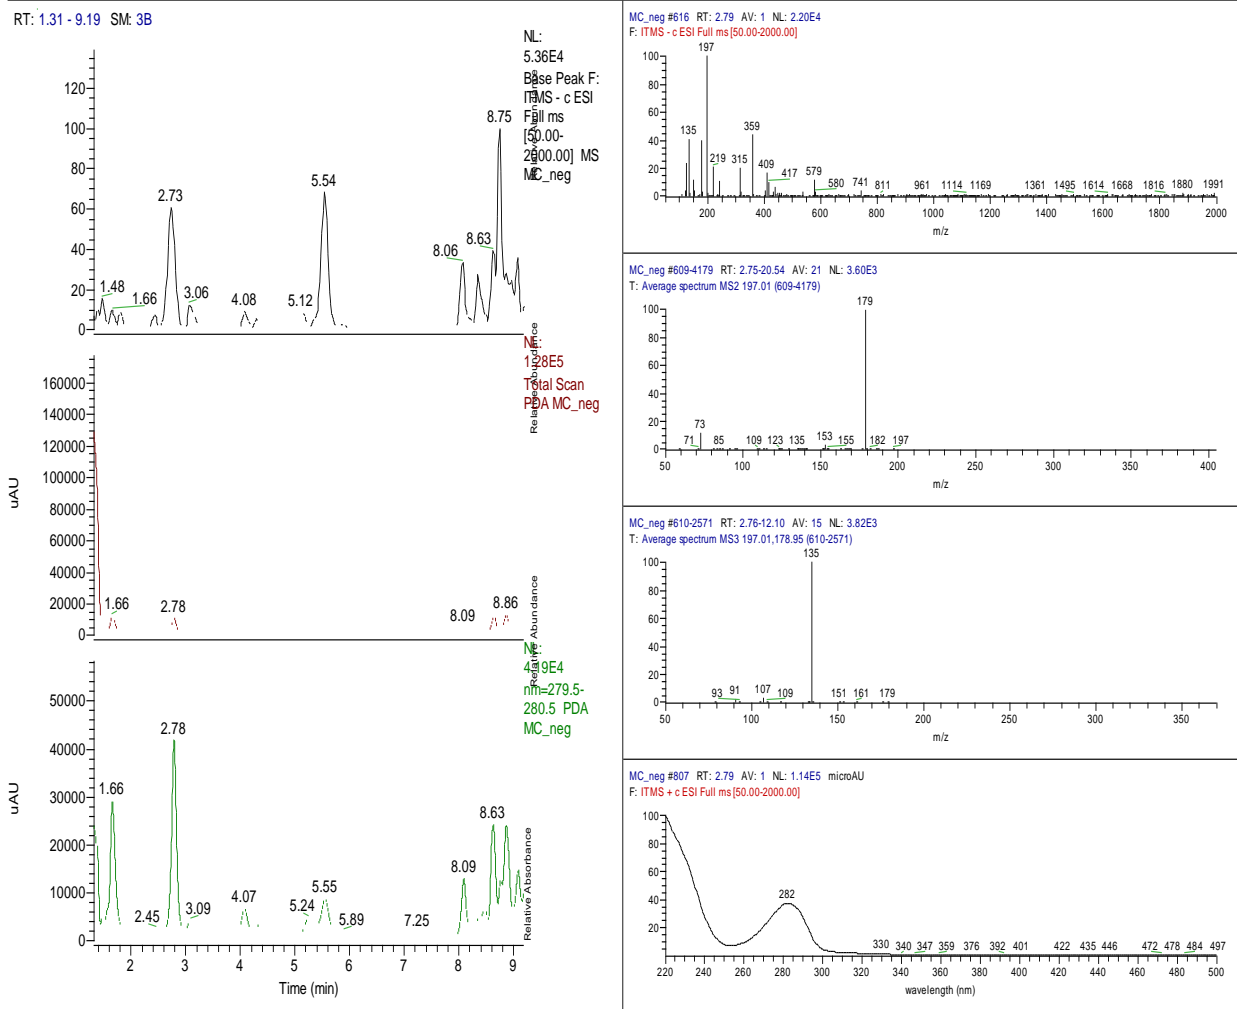 RT: 1.31 - 9.19 SM: 3B
NL:
5.36E4
Base Peak F:
ITMS - c ESI
Full ms
[50.00-
2000.00] MS
MC_neg
120
100
80
60
40
20
0
1.48
1.66
2.73
3.06
4.08
5.12
5.54
8.06
8.63
8.75
NL:
1.28E5
Total Scan
PDA MC_neg
uAU
160000
140000
120000
100000
80000
60000
40000
20000
0
1.66
2.78
8.09
8.86
NL:
4.19E4
nm=279.5-
280.5 PDA
MC_neg
uAU
50000
40000
30000
20000
10000
0
1.66
2.45
2.78
3.09
4.07
5.24
5.55
5.89
7.25
8.09
8.63
2 3 4 5 6 7 8 9
Time (min)
MC_neg #616 RT: 2.79 AV: 1 NL: 2.20E4
F: ITMS - c ESI Full ms [50.00-2000.00]
Relative Abundance
100
80
60
40
20
0
135 197 219 315 359 409 417 579 580 741 811 961 1114 1169 1361 1495 1614 1668 1816 1880 1991
200 400 600 800 1000 1200 1400 1600 1800 2000
m/z
MC_neg #609-4179 RT: 2.75-20.54 AV: 21 NL: 3.60E3
T: Average spectrum MS2 197.01 (609-4179)
Relative Abundance
100
80
60
40
20
0
71 73 85 109 123 135 153 155 179 182 197
50 100 150 200 250 300 350 400
m/z
MC_neg #610-2571 RT: 2.76-12.10 AV: 15 NL: 3.82E3
T: Average spectrum MS3 197.01,178.95 (610-2571)
Relative Abundance
100
80
60
40
20
0
93 91 107 109 135 151 161 179
50 100 150 200 250 300 350
m/z
MC_neg #807 RT: 2.79 AV: 1 NL: 1.14E5 microAU
F: ITMS + c ESI Full ms [50.00-2000.00]
Relative Absorbance
100
80
60
40
20
282 330 340 347 359 376 392 401 422 435 446 472 478 484 497
220 240 260 280 300 320 340 360 380 400 420 440 460 480 500
wavelength (nm)